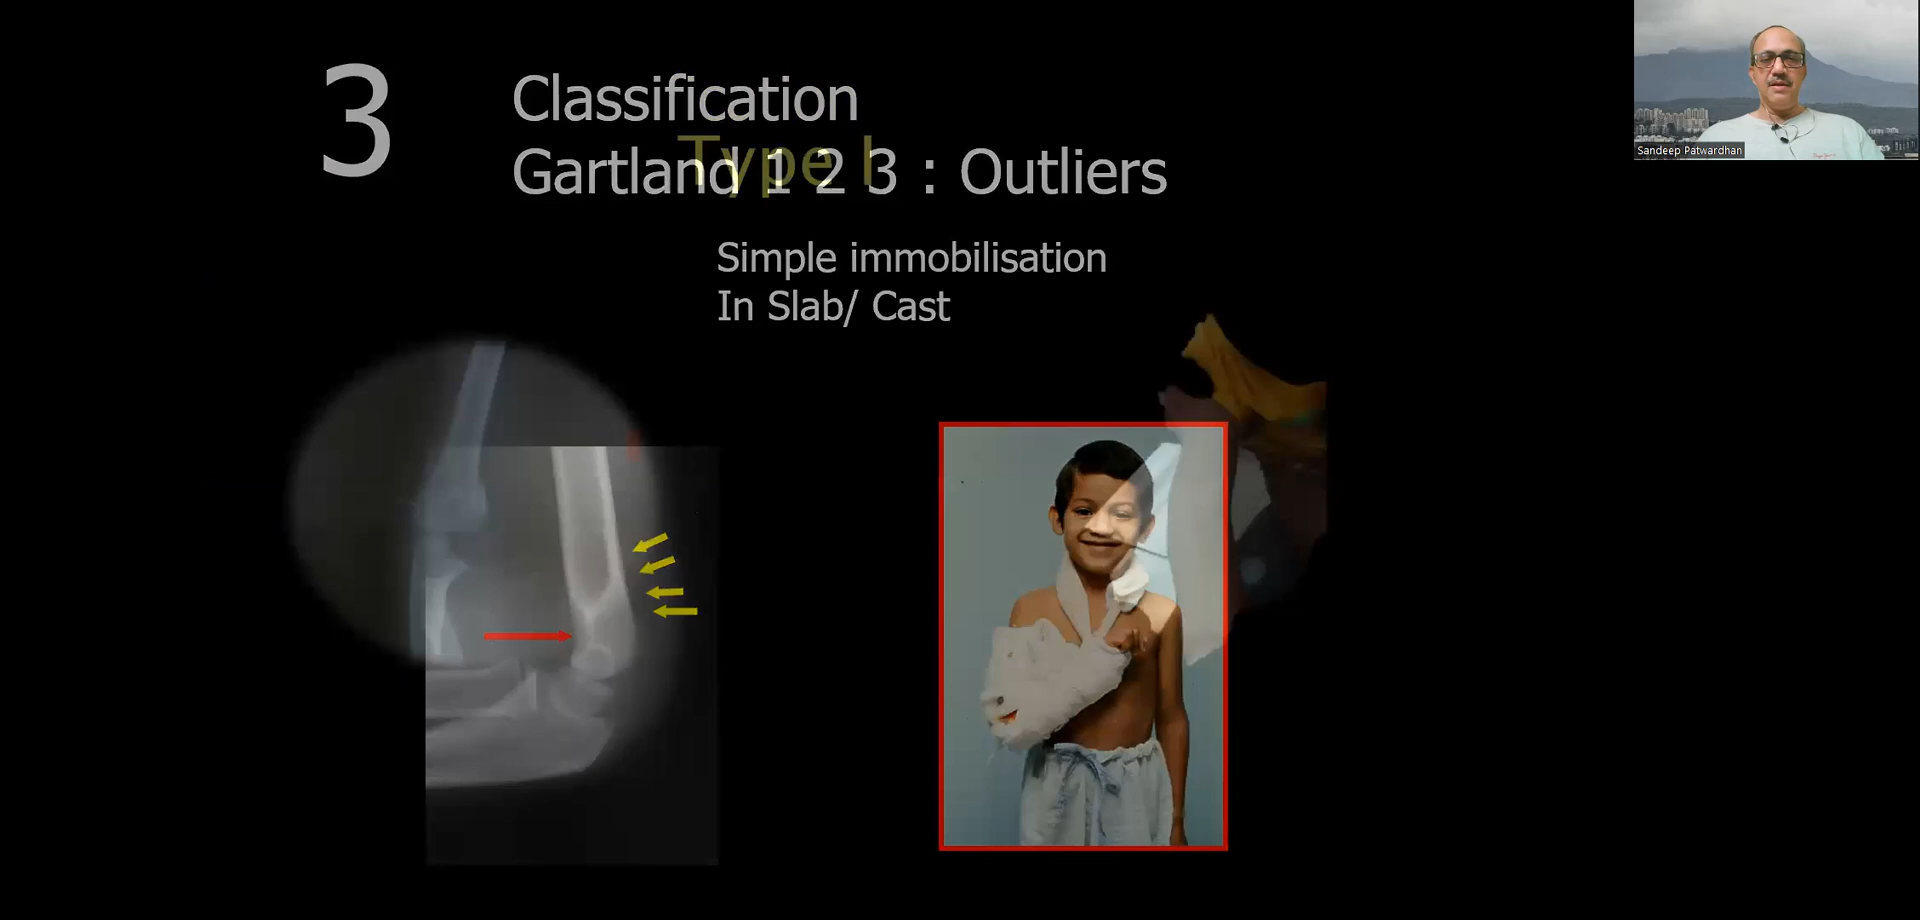 3
Classification
Type I
Gartland 1 2 3 : Outliers
Simple immobilisation
In Slab/ Cast
Sandeep Patwardhan